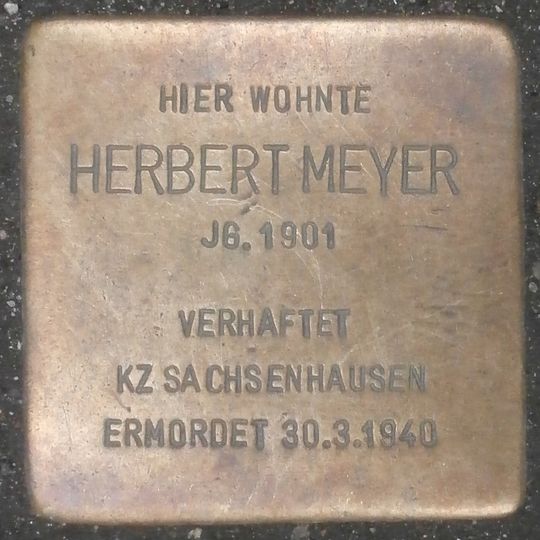 HIER WOHNTE
HERBERT MEYER
JG. 1901
VERHAFTET
KZ SACHSENHAUSEN
ERMORDET 30.3.1940